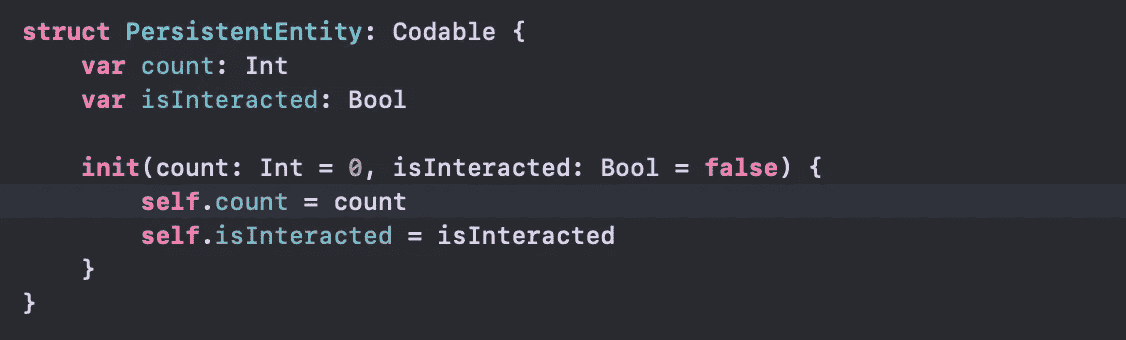 struct PersistentEntity: Codable {
    var count: Int
    var isInteracted: Bool

    init(count: Int = 0, isInteracted: Bool = false) {
        self.count = count
        self.isInteracted = isInteracted
    }
}